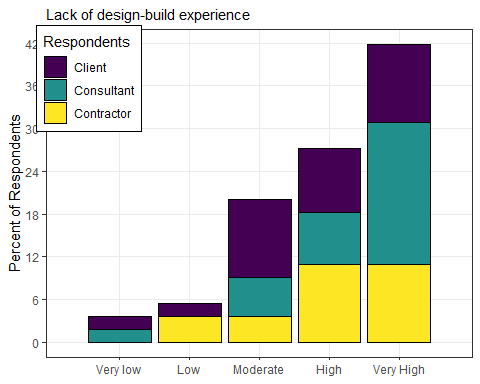 Lack of design-build experience
Respondents
Client
Consultant
Contractor
Percent of Respondents
42
36
30
24
18
12
6
0
Very low
Low
Moderate
High
Very High